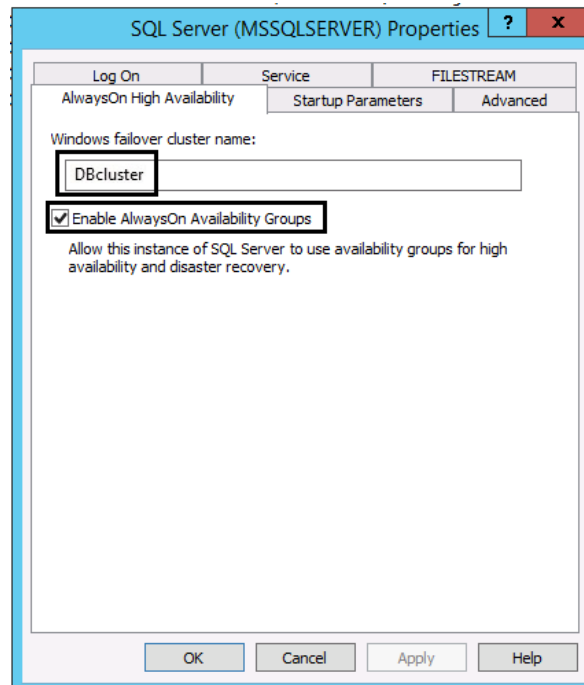 SQL Server (MSSQLSERVER) Properties
?
x
Log On
Service
FILESTREAM
AlwaysOn High Availability
Startup Parameters
Advanced
Windows failover cluster name:
DBcluster
Enable AlwaysOn Availability Groups
Allow this instance of SQL Server to use availability groups for high
availability and disaster recovery.
OK
Cancel
Apply
Help